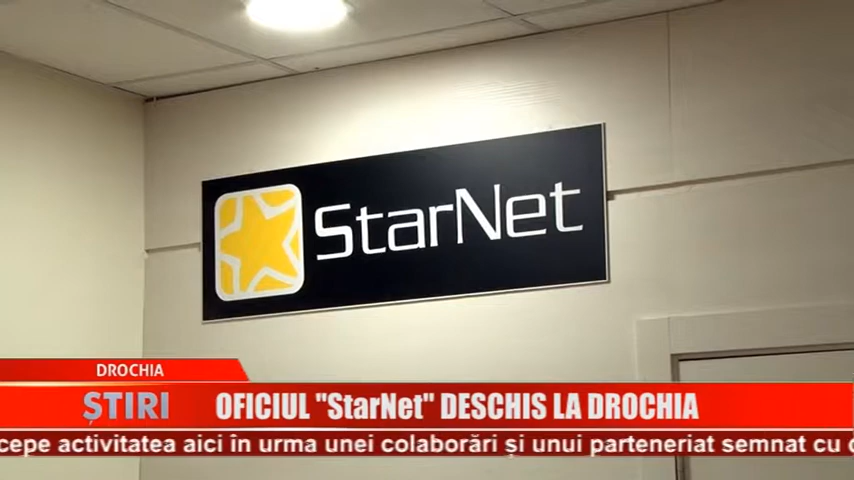 StarNet
DROCHIA
ȘTIRI
OFICIUL "StarNet" DESCHIS LA DROCHIA
activitatea aici în urma unei colaborări și unui parteneriat semnat cu